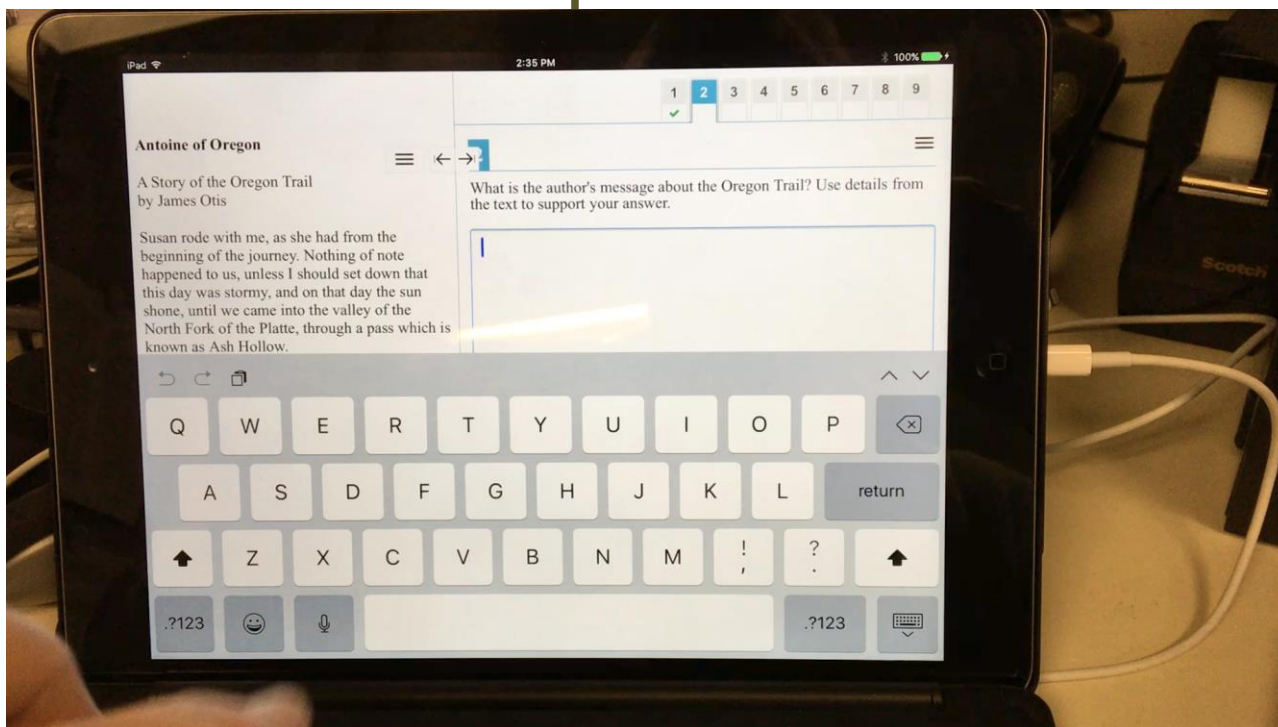 iPad
2:35 PM
100%
1 2 3 4 5 6 7 8 9
Antoine of Oregon
A Story of the Oregon Trail
by James Otis
Susan rode with me, as she had from the
beginning of the journey. Nothing of note
happened to us, unless I should set down that
this day was stormy, and on that day the sun
shone, until we came into the valley of the
North Fork of the Platte, through a pass which is
known as Ash Hollow.
What is the author's message about the Oregon Trail? Use details from
the text to support your answer.
Q W E R T Y U I O P
A S D F G H J K L return
Z X C V B N M ! , ? .
.?123 .?123
Scotch